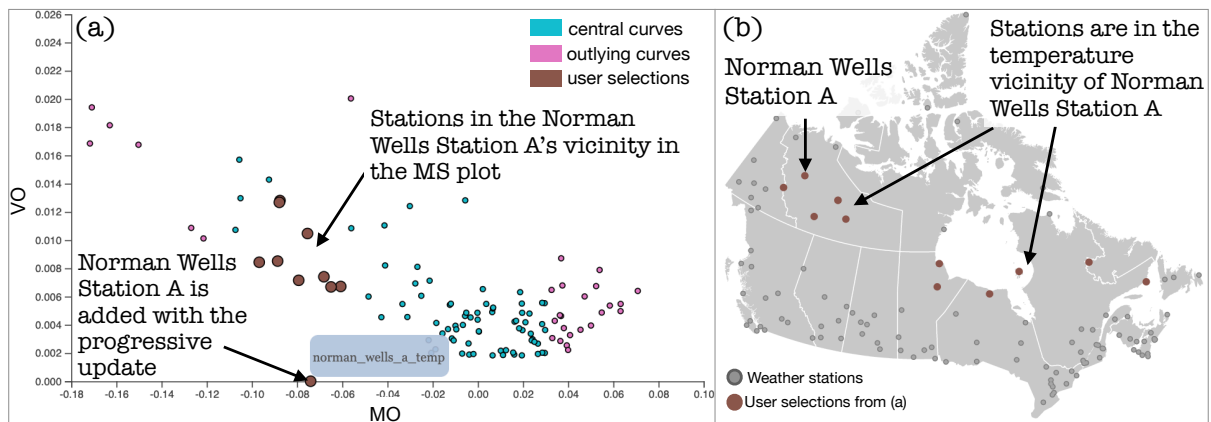 (a)
central curves
outlying curves
user selections
Stations in the Norman
Wells Station A's vicinity in
the MS plot
Norman Wells
Station A is
added with the
progressive
update
norman_wells_a_temp
VO
0.026
0.024
0.022
0.020
0.018
0.016
0.014
0.012
0.010
0.008
0.006
0.004
0.002
0.000
-0.18
-0.16
-0.14
-0.12
-0.10
-0.08
-0.06
-0.04
-0.02
0.00
0.02
0.04
0.06
0.08
0.10
MO
(b)
Norman Wells
Station A
Stations are in the
temperature
vicinity of Norman
Wells Station A
Weather stations
User selections from (a)